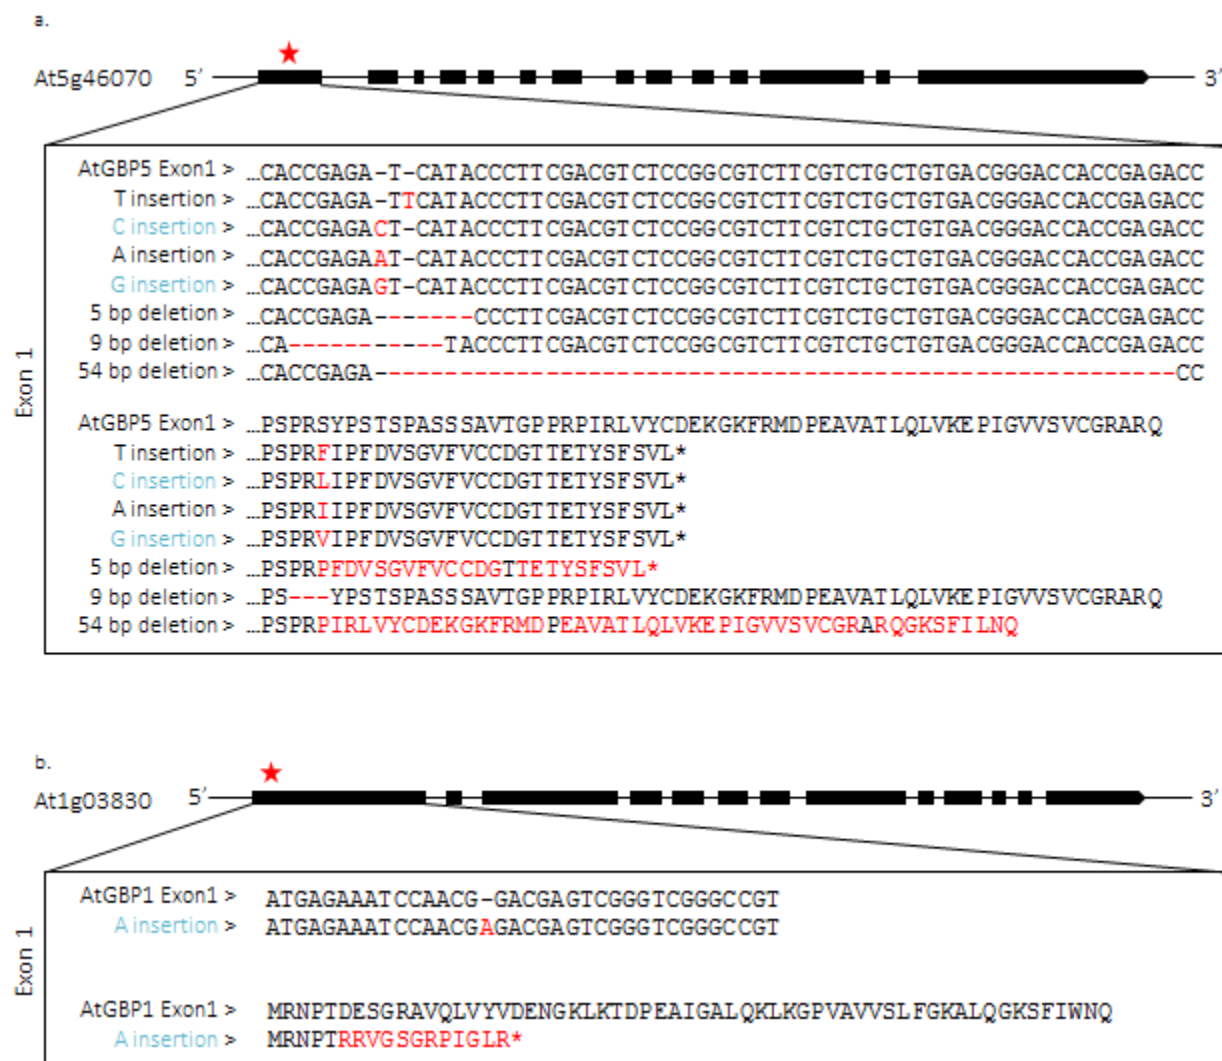 a.
At5g46070 5' 3'
AtGBP5 Exon1 > …CACCGAGA-T-CATACCCTTCGACGTCTCCGGCGTCTTCGTCTGCTGTGACGGGACCACCGAGACC
T insertion > …CACCGAGA-TTCATACCCTTCGACGTCTCCGGCGTCTTCGTCTGCTGTGACGGGACCACCGAGACC
C insertion > …CACCGAGACT-CATACCCTTCGACGTCTCCGGCGTCTTCGTCTGCTGTGACGGGACCACCGAGACC
A insertion > …CACCGAGAAT-CATACCCTTCGACGTCTCCGGCGTCTTCGTCTGCTGTGACGGGACCACCGAGACC
G insertion > …CACCGAGAGT-CATACCCTTCGACGTCTCCGGCGTCTTCGTCTGCTGTGACGGGACCACCGAGACC
5 bp deletion > …CACCGAGA-------CCCTTCGACGTCTCCGGCGTCTTCGTCTGCTGTGACGGGACCACCGAGACC
9 bp deletion > …CA-----------TACCCTTCGACGTCTCCGGCGTCTTCGTCTGCTGTGACGGGACCACCGAGACC
54 bp deletion > …CACCGAGA--------------------------------------------------------CC
Exon 1
AtGBP5 Exon1 > …PSPRSYPSTSPASSSAVTGPPRPIRLVYCDEKGKFRMDPEAVATLQLVKEPIGVVSVCGRARQ
T insertion > …PSPRFIPFDVSGVFVCCDGTTETYSFSVL*
C insertion > …PSPRLIPFDVSGVFVCCDGTTETYSFSVL*
A insertion > …PSPRIIPFDVSGVFVCCDGTTETYSFSVL*
G insertion > …PSPRVIPFDVSGVFVCCDGTTETYSFSVL*
5 bp deletion > …PSPRPFDVSGVFVCCDGTTETYSFSVL*
9 bp deletion > …PS---YPSTSPASSSAVTGPPRPIRLVYCDEKGKFRMDPEAVATLQLVKEPIGVVSVCGRARQ
54 bp deletion > …PSPRPIRLVYCDEKGKFRMDPEAVATLQLVKEPIGVVSVCGRARQGKSFILNQ
b.
At1g03830 5' 3'
AtGBP1 Exon1 > ATGAGAAATCCAACG-GACGAGTCGGGTCGGGCCGT
A insertion > ATGAGAAATCCAACGAGACGAGTCGGGTCGGGCCGT
Exon 1
AtGBP1 Exon1 > MRNPTDESGRAVQLVYVDENGKLKTDPEAIGALQKLKGPVAVVSLFGKALQGKSFIWNQ
A insertion > MRNPTRRVGSGRPIGLR*